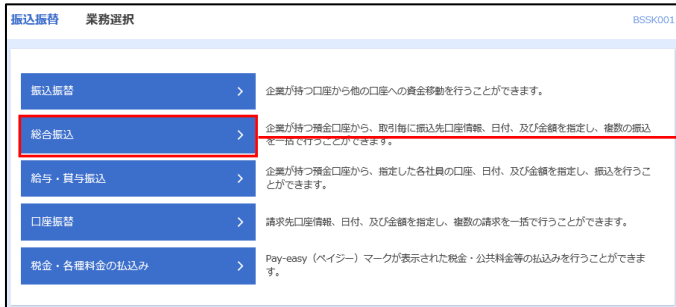 振込振替 業務選択 BSSK001
振込振替 企業が持つ口座から他の口座への資金移動を行うことができます。
総合振込 企業が持つ預金口座から、取引毎に振込先口座情報、日付、及び金額を指定し、複数の振込
を一括で行うことができます。
給与・賞与振込 企業が持つ預金口座から、指定した各社員の口座、日付、及び金額を指定し、振込を行うこ
とができます。
口座振替 請求先口座情報、日付、及び金額を指定し、複数の請求を一括で行うことができます。
税金・各種料金の払込み Pay-easy（ペイジー）マークが表示された税金・公共料金等の払込みを行うことができま
す。